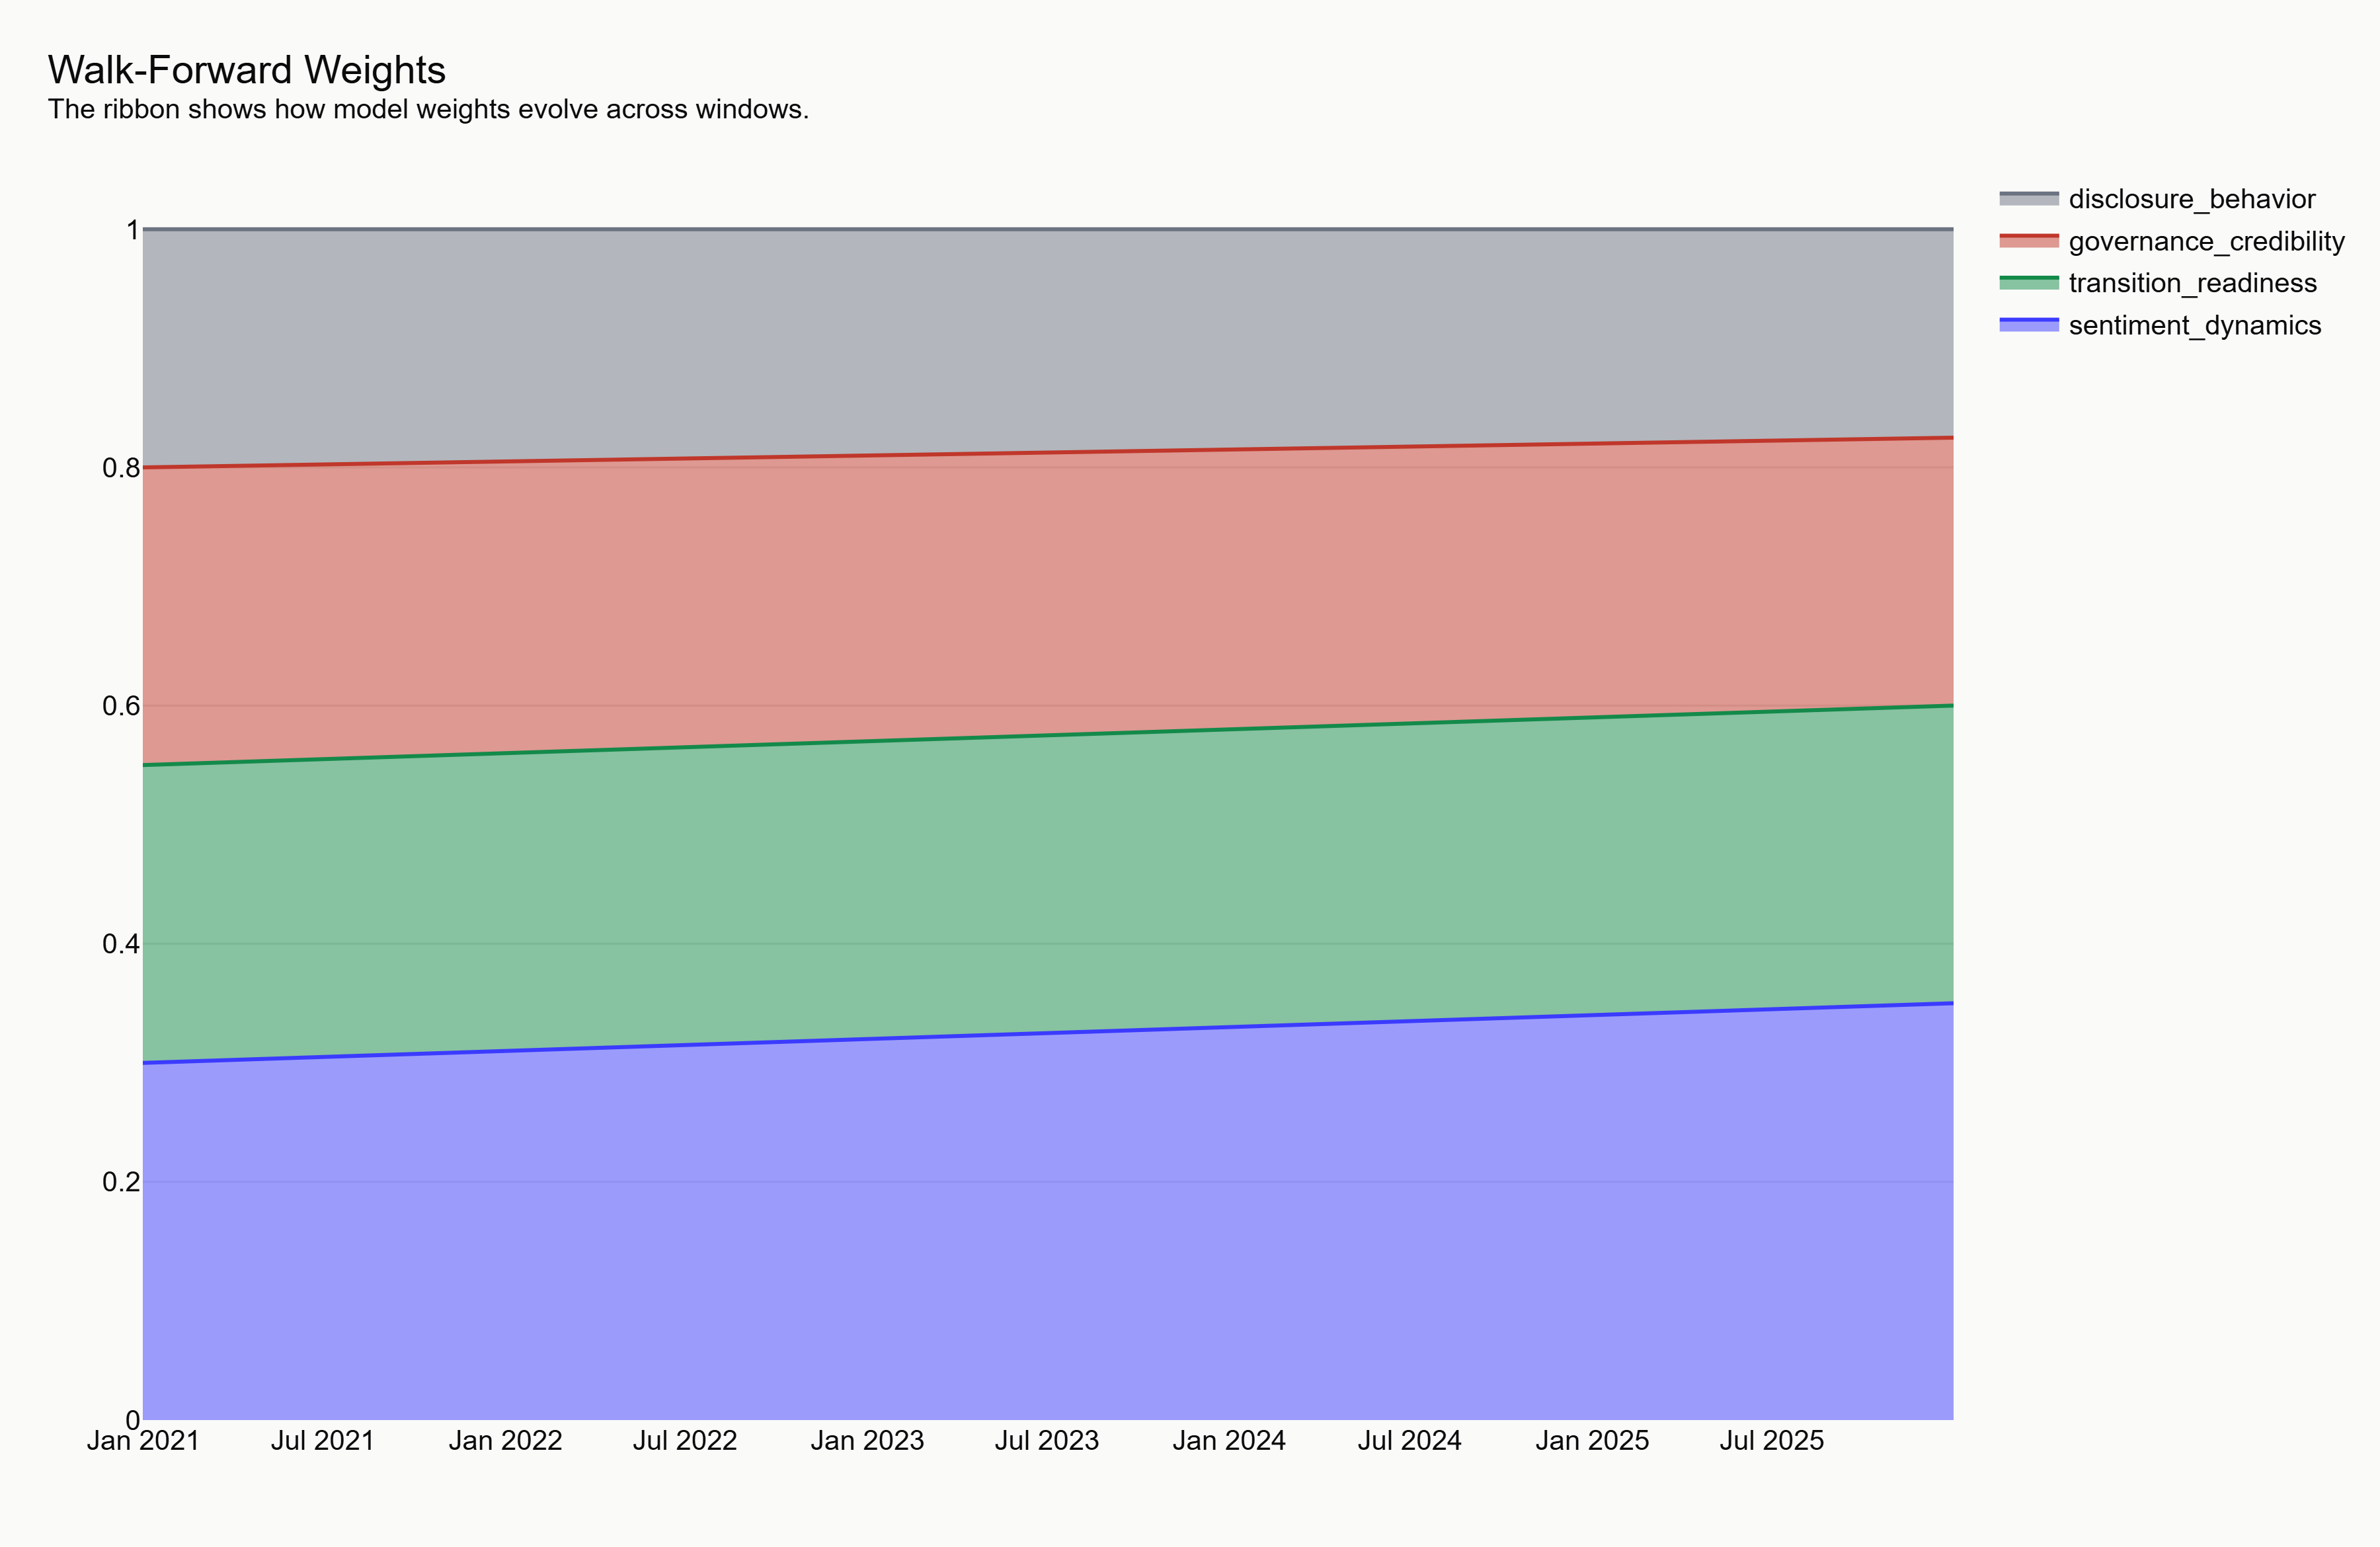 Walk-Forward Weights
The ribbon shows how model weights evolve across windows.
disclosure_behavior
governance_credibility
transition_readiness
sentiment_dynamics
1
0.8
0.6
0.4
0.2
0
Jan 2021 Jul 2021 Jan 2022 Jul 2022 Jan 2023 Jul 2023 Jan 2024 Jul 2024 Jan 2025 Jul 2025